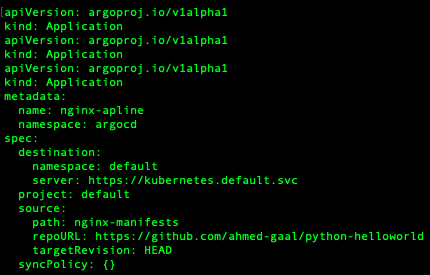 apiVersion: argoproj.io/v1alpha1
kind: Application
apiVersion: argoproj.io/v1alpha1
kind: Application
apiVersion: argoproj.io/v1alpha1
kind: Application
metadata:
  name: nginx-apline
  namespace: argocd
spec:
  destination:
    namespace: default
    server: https://kubernetes.default.svc
  project: default
  source:
    path: nginx-manifests
    repoURL: https://github.com/ahmed-gaal/python-helloworld
    targetRevision: HEAD
  syncPolicy: {}